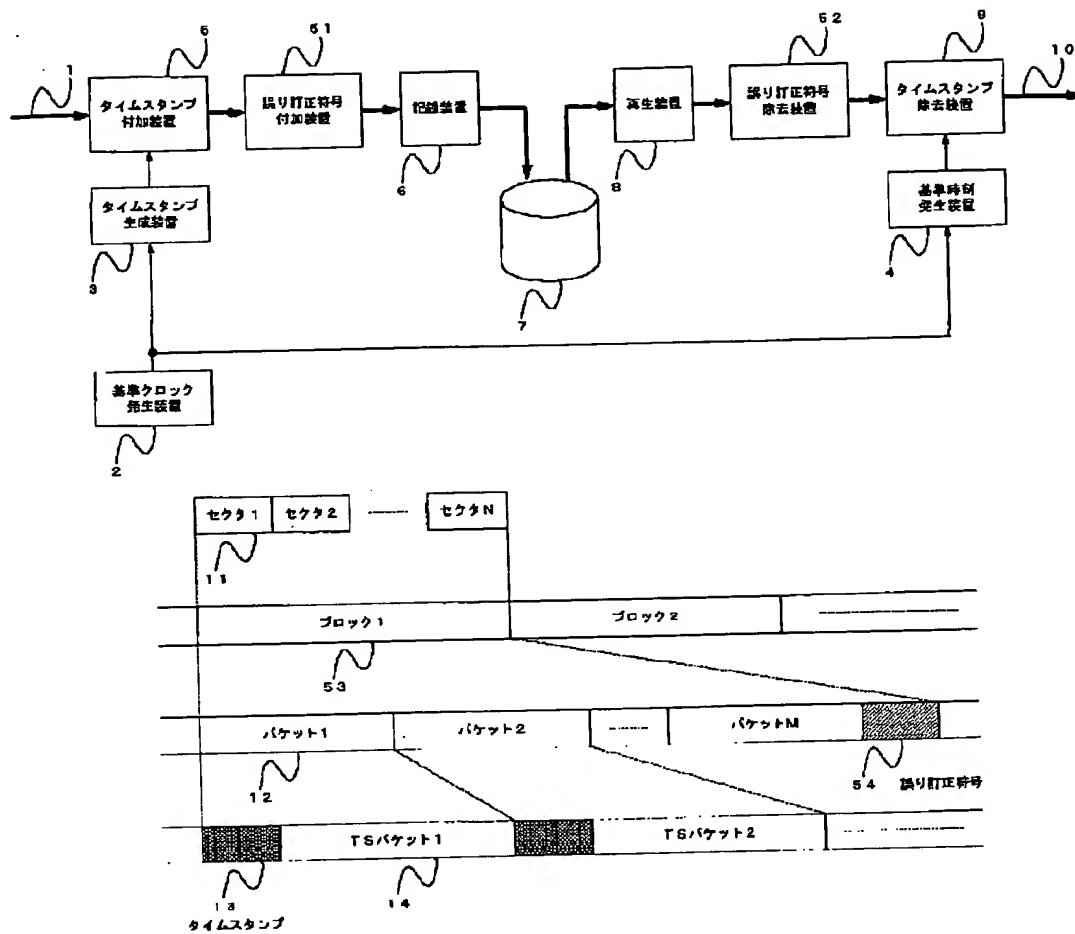 5
51
52
9
1
10
タイムスタンプ
付加装置
誤り訂正符号
付加装置
記録装置
再生装置
誤り訂正符号
除去装置
タイムスタンプ
除去装置
6
8
タイムスタンプ
生成装置
基準時刻
発生装置
3
7
4
基準クロック
発生装置
2
セクタ1
セクタ2
セクタN
11
ブロック1
ブロック2
53
パケット1
パケット2
パケットM
12
54
誤り訂正符号
TSパケット1
TSパケット2
13
14
タイムスタンプ